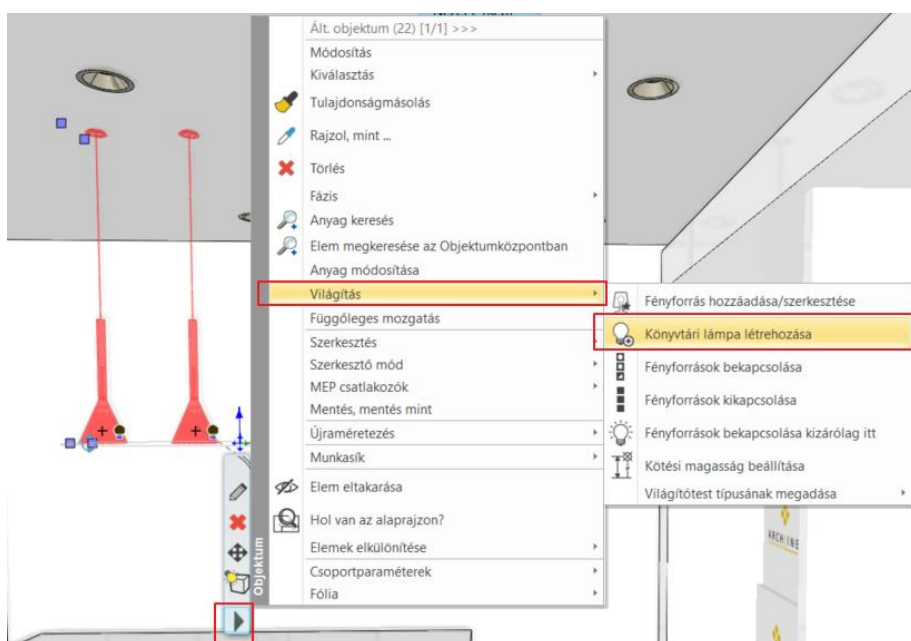 Ált. objektum (22) [1/1] >>>
Módosítás
Kiválasztás
Tulajdonságmásolás
Rajzol, mint ...
Törlés
Fázis
Anyag keresés
Elem megkeresése az Objektumközpontban
Anyag módosítása
Világítás
Függőleges mozgatás
Szerkesztés
Szerkesztő mód
MEP csatlakozók
Mentés, mentés mint
Újraméretezés
Munkasík
Elem eltakarása
Hol van az alaprajzon?
Elemek elkülönítése
Csoportparaméterek
Fólia
Objektum
Fényforrás hozzáadása/szerkesztése
Könyvtári lámpa létrehozása
Fényforrások bekapcsolása
Fényforrások kikapcsolása
Fényforrások bekapcsolása kizárólag itt
Kötési magasság beállítása
Világítótest típusának megadása